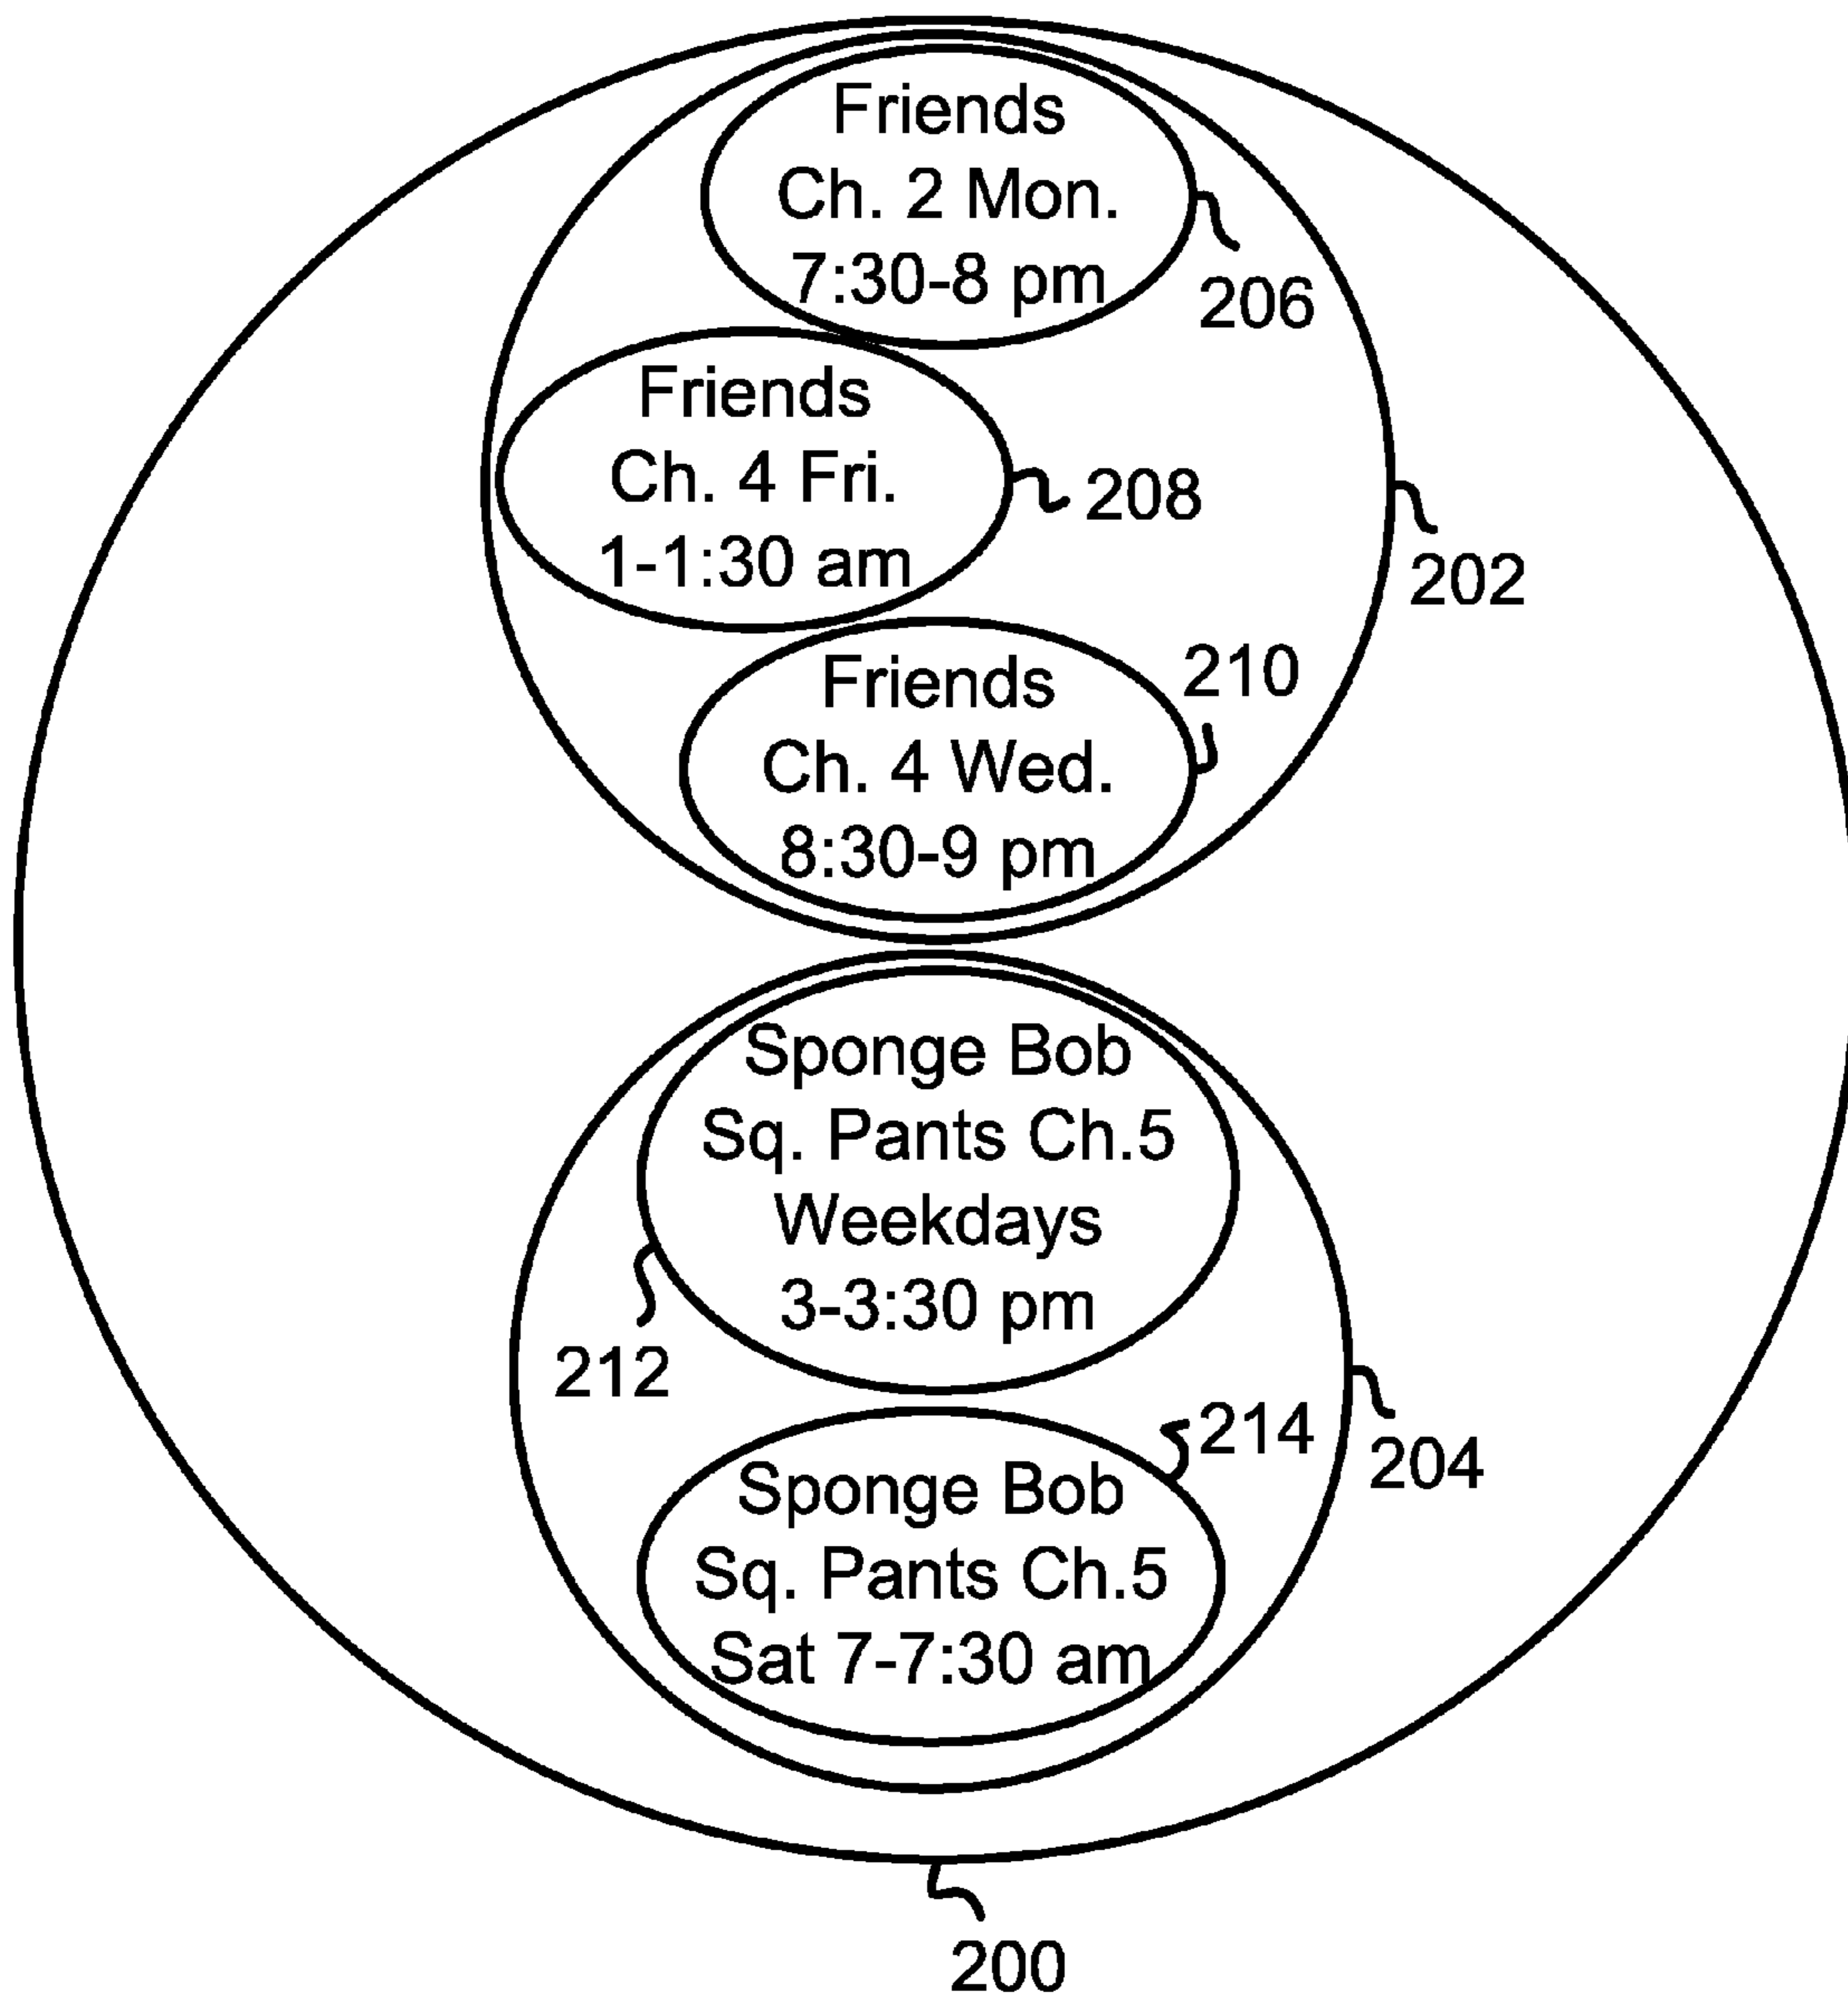 Friends
Ch. 2 Mon.
7:30-8 pm
206
Friends
Ch. 4 Fri.
1-1:30 am
208
202
Friends
Ch. 4 Wed.
8:30-9 pm
210
Sponge Bob
Sq. Pants Ch.5
Weekdays
3-3:30 pm
212
214
204
Sponge Bob
Sq. Pants Ch.5
Sat 7-7:30 am
200